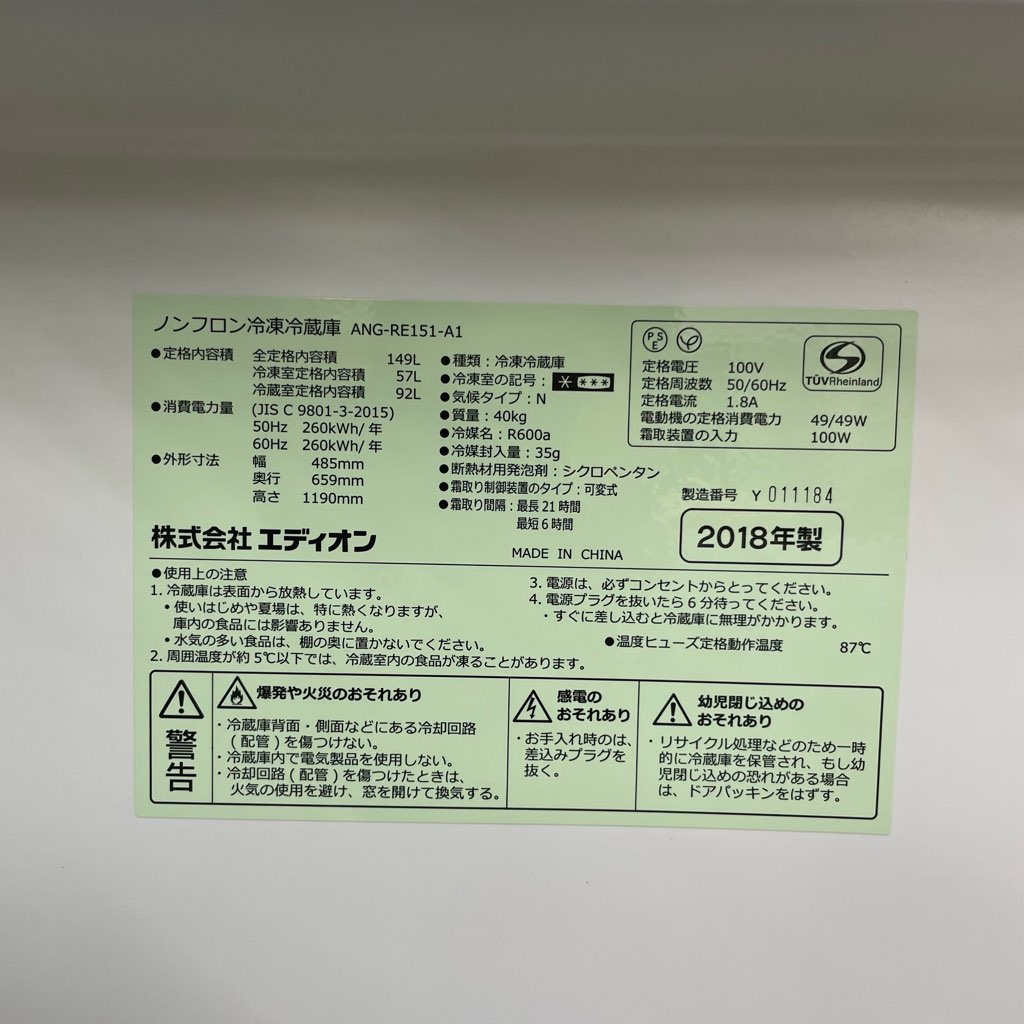 ノンフロン冷凍冷蔵庫 ANG-RE151-A1
●定格内容積 全定格内容積 149L
冷凍室定格内容積 57L
冷蔵室定格内容積 92L
●消費電力量 (JIS C 9801-3-2015)
50Hz 260kWh/年
60Hz 260kWh/年
●外形寸法 幅 485mm
奥行 659mm
高さ 1190mm
●種類：冷凍冷蔵庫
●冷凍室の記号：
●気候タイプ：N
●質量：40kg
●冷媒名：R600a
●冷媒封入量：35g
●断熱材用発泡剤：シクロペンタン
●霜取り制御装置のタイプ：可変式
●霜取り間隔：最長21時間
最短6時間
PSE
定格電圧 100V
定格周波数 50/60Hz
定格電流 1.8A
電動機の定格消費電力 49/49W
霜取装置の入力 100W
TÜVRheinland
製造番号 Y 011184
株式会社 エディオン
MADE IN CHINA
2018年製
●使用上の注意
1. 冷蔵庫は表面から放熱しています。
・使いはじめや夏場は、特に熱くなりますが、
庫内の食品には影響ありません。
・水気の多い食品は、棚の奥に置かないでください。
2. 周囲温度が約5℃以下では、冷蔵室内の食品が凍ることがあります。
3. 電源は、必ずコンセントからとってください。
4. 電源プラグを抜いたら6分待ってください。
・すぐに差し込むと冷蔵庫に無理がかかります。
●温度ヒューズ定格動作温度 87℃
警告
爆発や火災のおそれあり
・冷蔵庫背面・側面などにある冷却回路
(配管)を傷つけない。
・冷蔵庫内で電気製品を使用しない。
・冷却回路(配管)を傷つけたときは、
火気の使用を避け、窓を開けて換気する。
感電の
おそれあり
・お手入れ時のは、
差込みプラグを
抜く。
幼児閉じ込めの
おそれあり
・リサイクル処理などのため一時
的に冷蔵庫を保管され、もし幼
児閉じ込めの恐れがある場合
は、ドアパッキンをはずす。